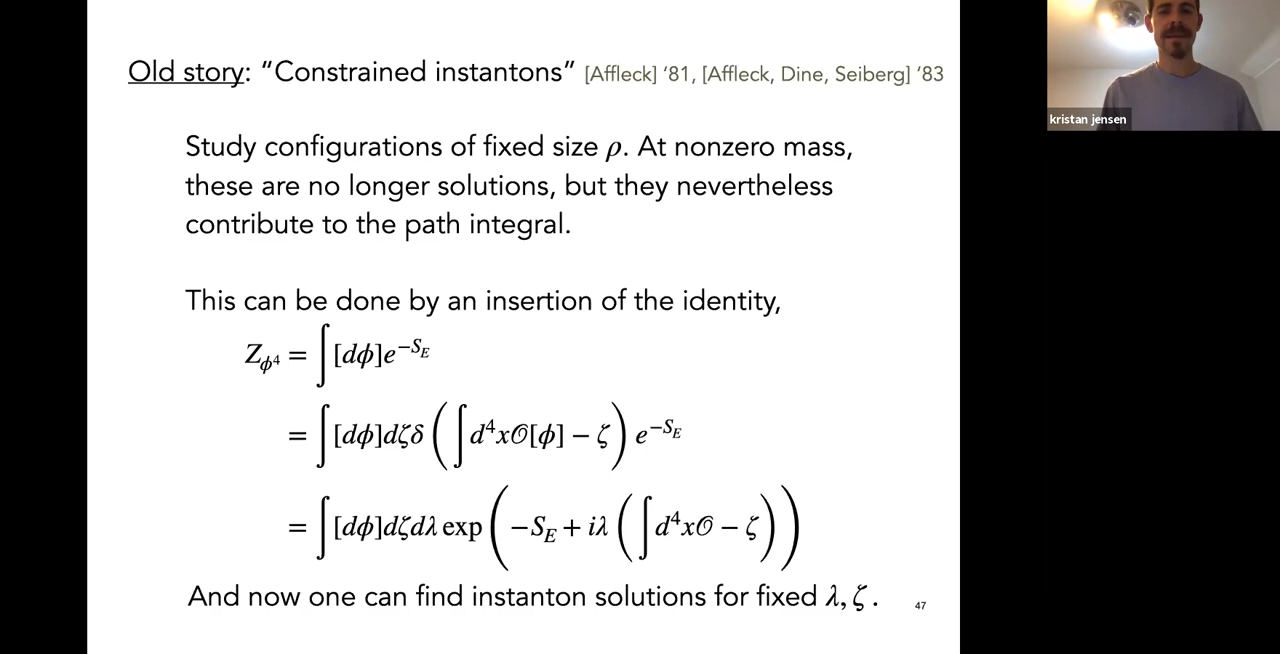 Old story: “Constrained instantons” [Affleck] ‘81, [Affleck, Dine, Seiberg] ‘83
Study configurations of fixed size ρ. At nonzero mass,
these are no longer solutions, but they nevertheless
contribute to the path integral.
This can be done by an insertion of the identity,
Z_{ϕ⁴} = ∫[dϕ]e^{−S_E}
= ∫[dϕ]dζδ(∫d⁴x𝒪[ϕ] − ζ) e^{−S_E}
= ∫[dϕ]dζdλ exp(−S_E + iλ(∫d⁴x𝒪 − ζ))
And now one can find instanton solutions for fixed λ, ζ.
47
kristan jensen